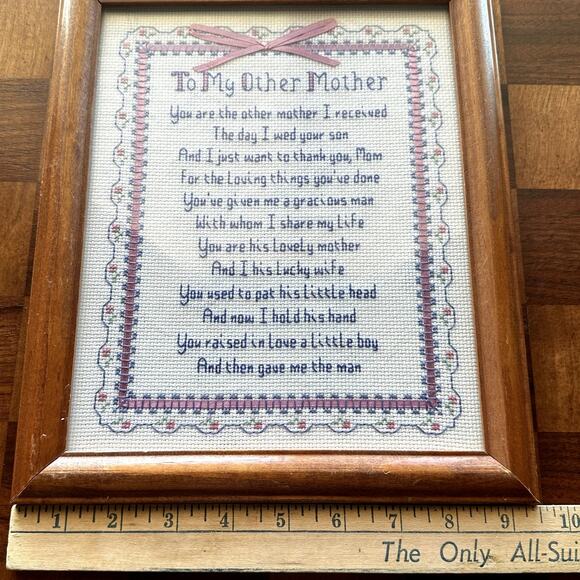 To My Other Mother
You are the other mother I received
The day I wed your son
And I just want to thank you, Mom
For the loving things you've done
You've given me a gracious man
With whom I share my life
You are his lovely mother
And I his lucky wife
You used to pat his little head
And now I hold his hand
You raised in love a little boy
And then gave me the man
1 2 3 4 5 6 7 8 9 10
The Only All-Sui